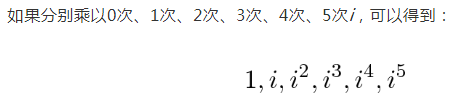 如果分别乘以0次、1次、2次、3次、4次、5次i，可以得到：
1, i, i², i³, i⁴, i⁵